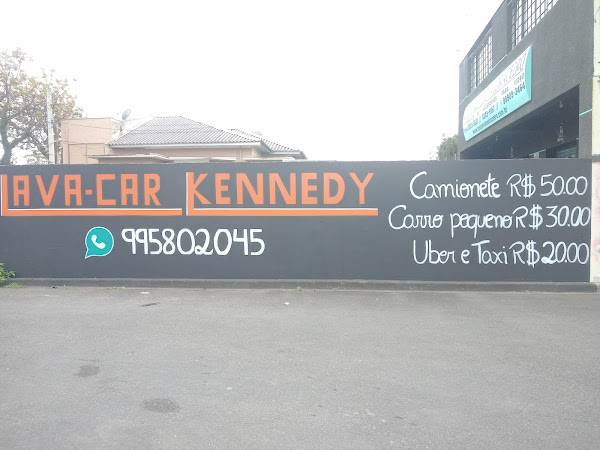 LAVA-CAR KENNEDY
995802045
Camionete R$ 50.00
Carro pequeno R$ 30.00
Uber e Taxi R$ 20.00